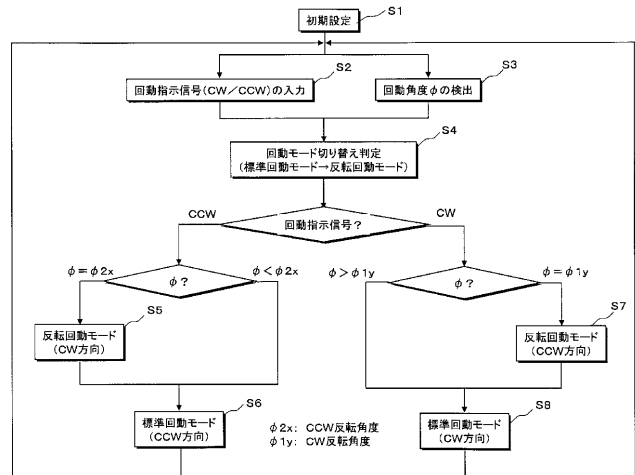 初期設定
S1
S2
S3
回動指示信号(CW/CCW)の入力
回動角度φの検出
S4
回動モード切り替え判定
(標準回動モード→反転回動モード)
CCW
回動指示信号?
CW
φ=φ2x
φ?
φ<φ2x
φ>φ1y
φ?
φ=φ1y
S5
S7
反転回動モード
(CW方向)
反転回動モード
(CCW方向)
S6
S8
標準回動モード
(CCW方向)
φ2x: CCW反転角度
φ1y: CW反転角度
標準回動モード
(CW方向)